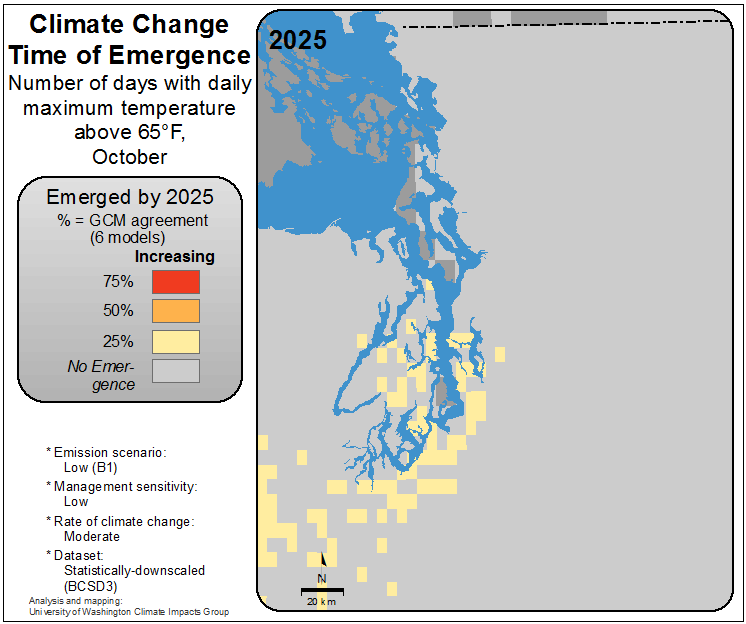 Climate Change
Time of Emergence
Number of days with daily
maximum temperature
above 65°F,
October
2025
Emerged by 2025
% = GCM agreement
(6 models)
Increasing
75%
50%
25%
No Emer-
gence
* Emission scenario:
Low (B1)
* Management sensitivity:
Low
* Rate of climate change:
Moderate
* Dataset:
Statistically-downscaled
(BCSD3)
Analysis and mapping:
University of Washington Climate Impacts Group
N
20 km